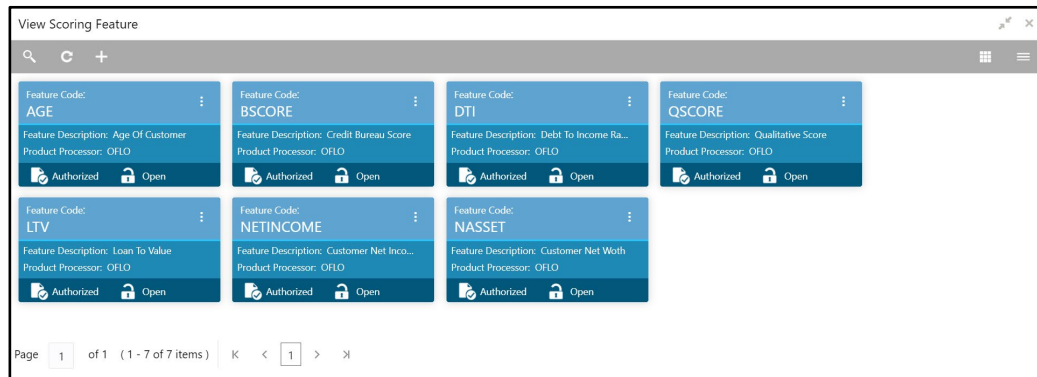 View Scoring Feature
Feature Code:
AGE
Feature Description: Age Of Customer
Product Processor: OFLO
Authorized Open
Feature Code:
BSCORE
Feature Description: Credit Bureau Score
Product Processor: OFLO
Authorized Open
Feature Code:
DTI
Feature Description: Debt To Income Ra...
Product Processor: OFLO
Authorized Open
Feature Code:
QSCORE
Feature Description: Qualitative Score
Product Processor: OFLO
Authorized Open
Feature Code:
LTV
Feature Description: Loan To Value
Product Processor: OFLO
Authorized Open
Feature Code:
NETINCOME
Feature Description: Customer Net Inco...
Product Processor: OFLO
Authorized Open
Feature Code:
NASSET
Feature Description: Customer Net Woth
Product Processor: OFLO
Authorized Open
Page 1 of 1 ( 1 - 7 of 7 items ) 1